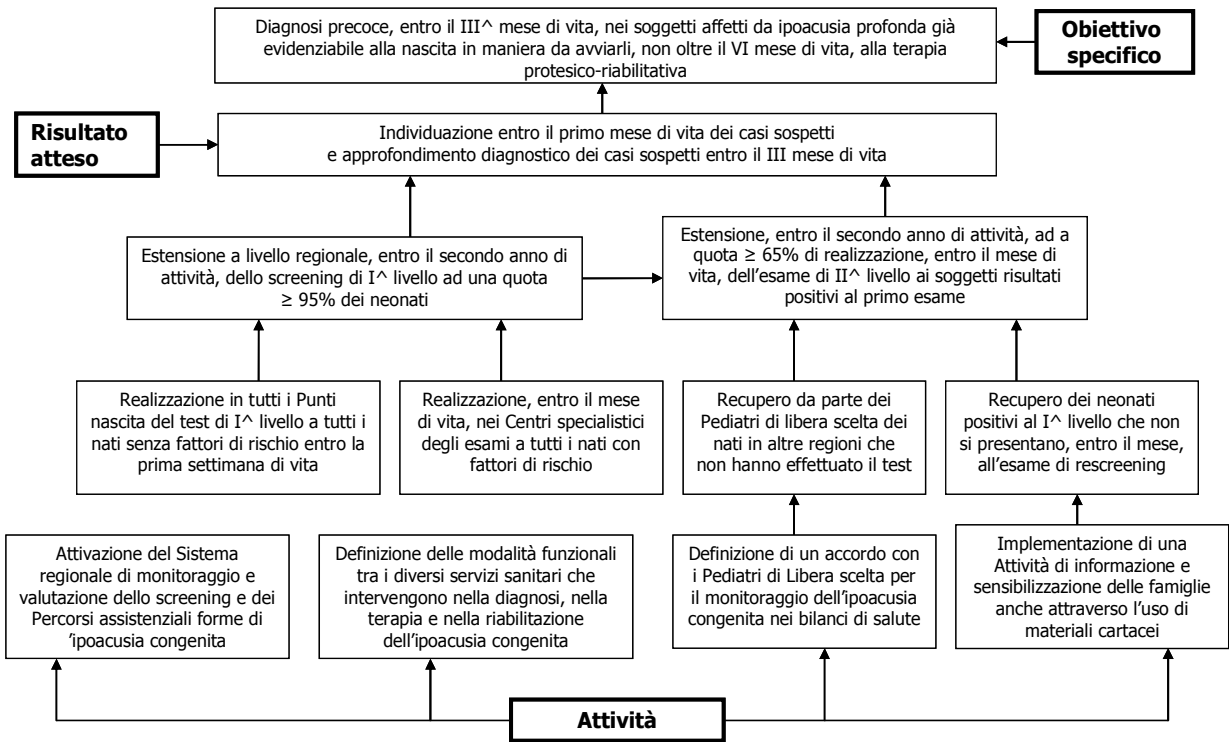 Diagnosi precoce, entro il III^ mese di vita, nei soggetti affetti da ipoacusia profonda già
evidenziabile alla nascita in maniera da avviarli, non oltre il VI mese di vita, alla terapia
protesico-riabilitativa
Obiettivo
specifico
Risultato
atteso
Individuazione entro il primo mese di vita dei casi sospetti
e approfondimento diagnostico dei casi sospetti entro il III mese di vita
Estensione a livello regionale, entro il secondo anno di
attività, dello screening di I^ livello ad una quota
≥ 95% dei neonati
Estensione, entro il secondo anno di attività, ad a
quota ≥ 65% di realizzazione, entro il mese di
vita, dell'esame di II^ livello ai soggetti risultati
positivi al primo esame
Realizzazione in tutti i Punti
nascita del test di I^ livello a tutti i
nati senza fattori di rischio entro la
prima settimana di vita
Realizzazione, entro il mese
di vita, nei Centri specialistici
degli esami a tutti i nati con
fattori di rischio
Recupero da parte dei
Pediatri di libera scelta dei
nati in altre regioni che
non hanno effettuato il test
Recupero dei neonati
positivi al I^ livello che non
si presentano, entro il mese,
all'esame di rescreening
Attivazione del Sistema
regionale di monitoraggio e
valutazione dello screening e dei
Percorsi assistenziali forme di
'ipoacusia congenita
Definizione delle modalità funzionali
tra i diversi servizi sanitari che
intervengono nella diagnosi, nella
terapia e nella riabilitazione
dell'ipoacusia congenita
Definizione di un accordo con
i Pediatri di Libera scelta per
il monitoraggio dell'ipoacusia
congenita nei bilanci di salute
Implementazione di una
Attività di informazione e
sensibilizzazione delle famiglie
anche attraverso l'uso di
materiali cartacei
Attività